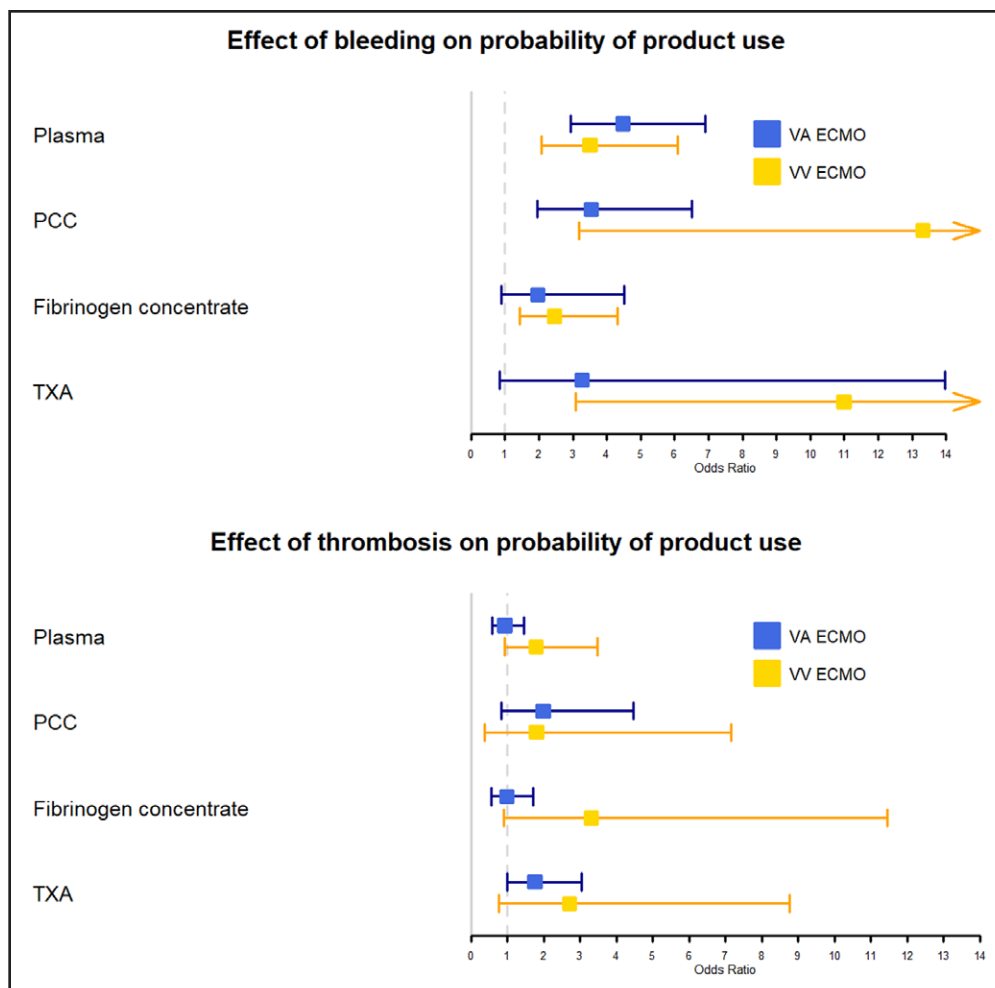 Effect of bleeding on probability of product use
Plasma
VA ECMO
VV ECMO
PCC
Fibrinogen concentrate
TXA
0 1 2 3 4 5 6 7 8 9 10 11 12 13 14
Odds Ratio
Effect of thrombosis on probability of product use
Plasma
VA ECMO
VV ECMO
PCC
Fibrinogen concentrate
TXA
0 1 2 3 4 5 6 7 8 9 10 11 12 13 14
Odds Ratio